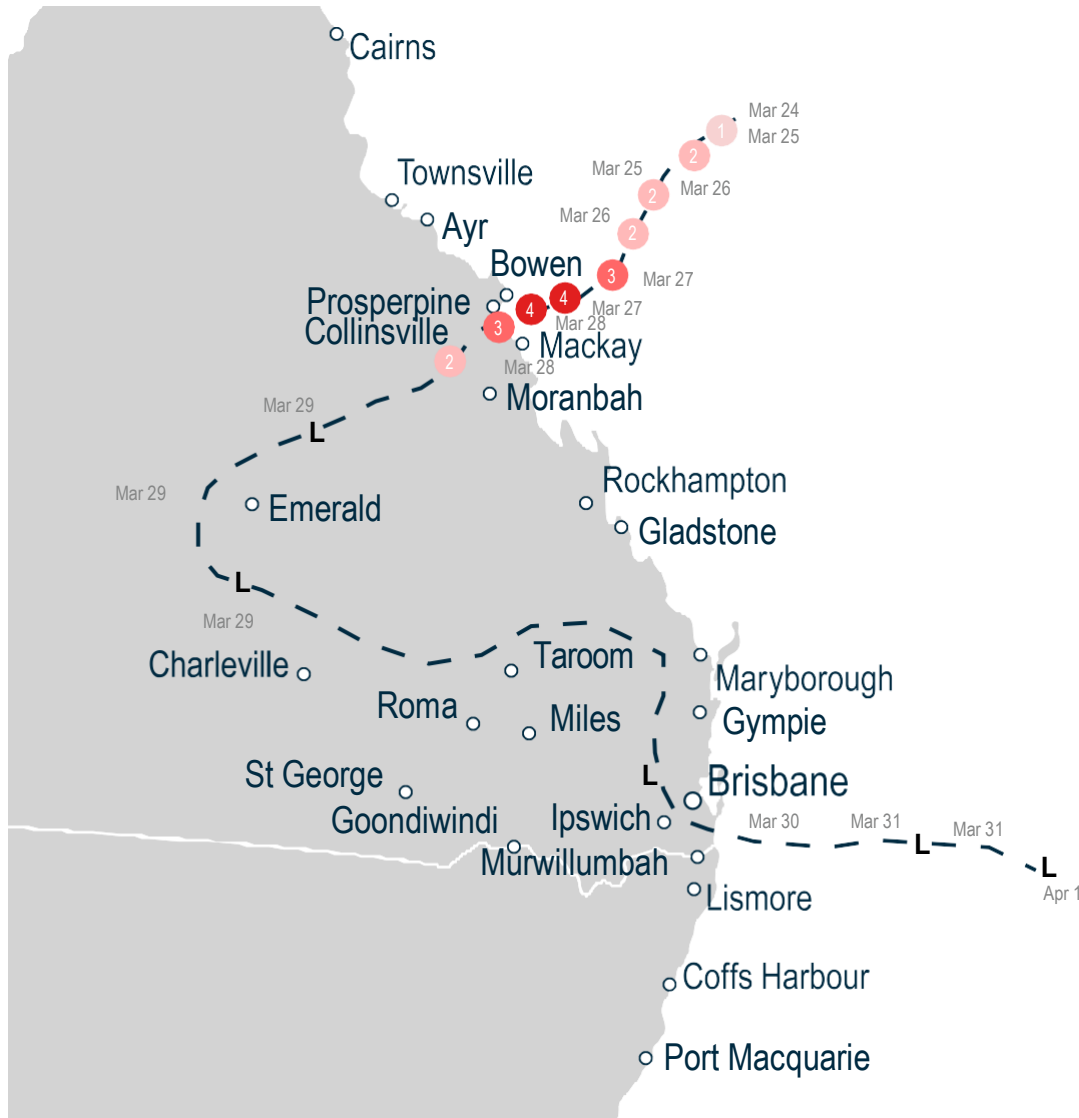 Cairns
Mar 24
1
Mar 25
2
Townsville
Mar 25
2
Mar 26
Ayr
Mar 26
2
Bowen
3
Mar 27
Prosperpine
4
4
Mar 27
Collinsville
3
Mar 28
Mackay
2
Mar 28
Moranbah
Mar 29
L
Mar 29
Emerald
Rockhampton
Gladstone
L
Mar 29
Charleville
Taroom
Maryborough
Roma
Miles
Gympie
St George
L
Brisbane
Goondiwindi
Ipswich
Mar 30
Mar 31
L
Mar 31
Murwillumbah
L
Apr 1
Lismore
Coffs Harbour
Port Macquarie